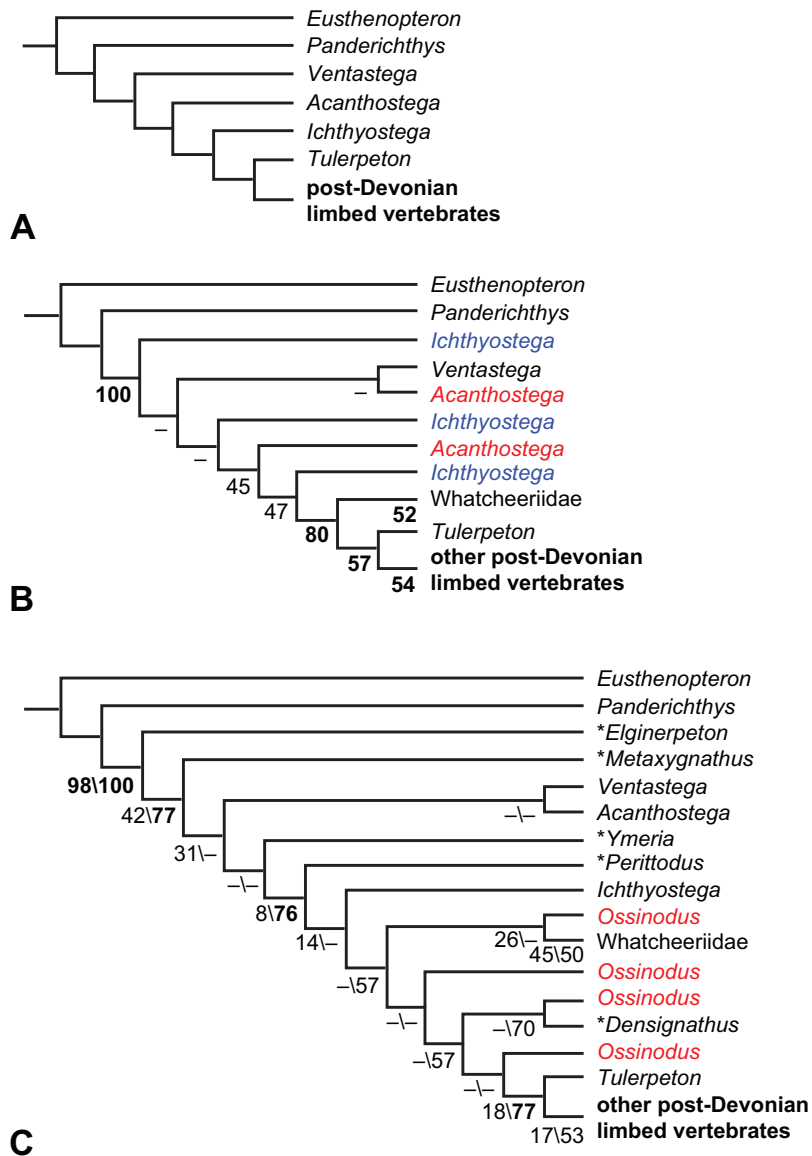 Eusthenopteron
Panderichthys
Ventastega
Acanthostega
Ichthyostega
Tulerpeton
post-Devonian
limbed vertebrates
A
Eusthenopteron
Panderichthys
Ichthyostega
Ventastega
100
–
Acanthostega
–
Ichthyostega
–
Acanthostega
45
Ichthyostega
47
Whatcheeriidae
52
80
Tulerpeton
57
other post-Devonian
54
limbed vertebrates
B
Eusthenopteron
Panderichthys
*Elginerpeton
*Metaxygnathus
98\100
Ventastega
42\77
–\–
Acanthostega
31\–
*Ymeria
–\–
*Perittodus
8\76
Ichthyostega
14\–
Ossinodus
26\–
Whatcheeriidae
45\50
–\57
Ossinodus
–\–
Ossinodus
–\70
*Densignathus
–\57
Ossinodus
–\–
Tulerpeton
18\77
other post-Devonian
17\53
limbed vertebrates
C